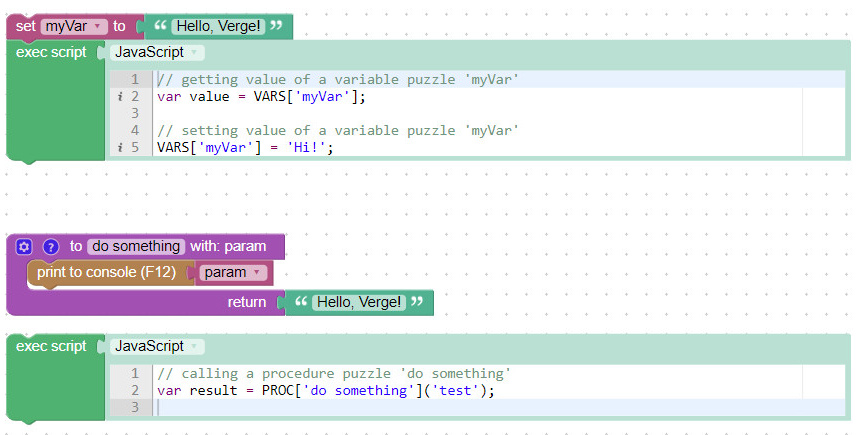 set myVar to “ Hello, Verge! ”
exec script JavaScript
1 // getting value of a variable puzzle 'myVar'
i 2 var value = VARS['myVar'];
3
4 // setting value of a variable puzzle 'myVar'
i 5 VARS['myVar'] = 'Hi!';
? to do something with: param
print to console (F12) param
return “ Hello, Verge! ”
exec script JavaScript
1 // calling a procedure puzzle 'do something'
2 var result = PROC['do something']('test');
3